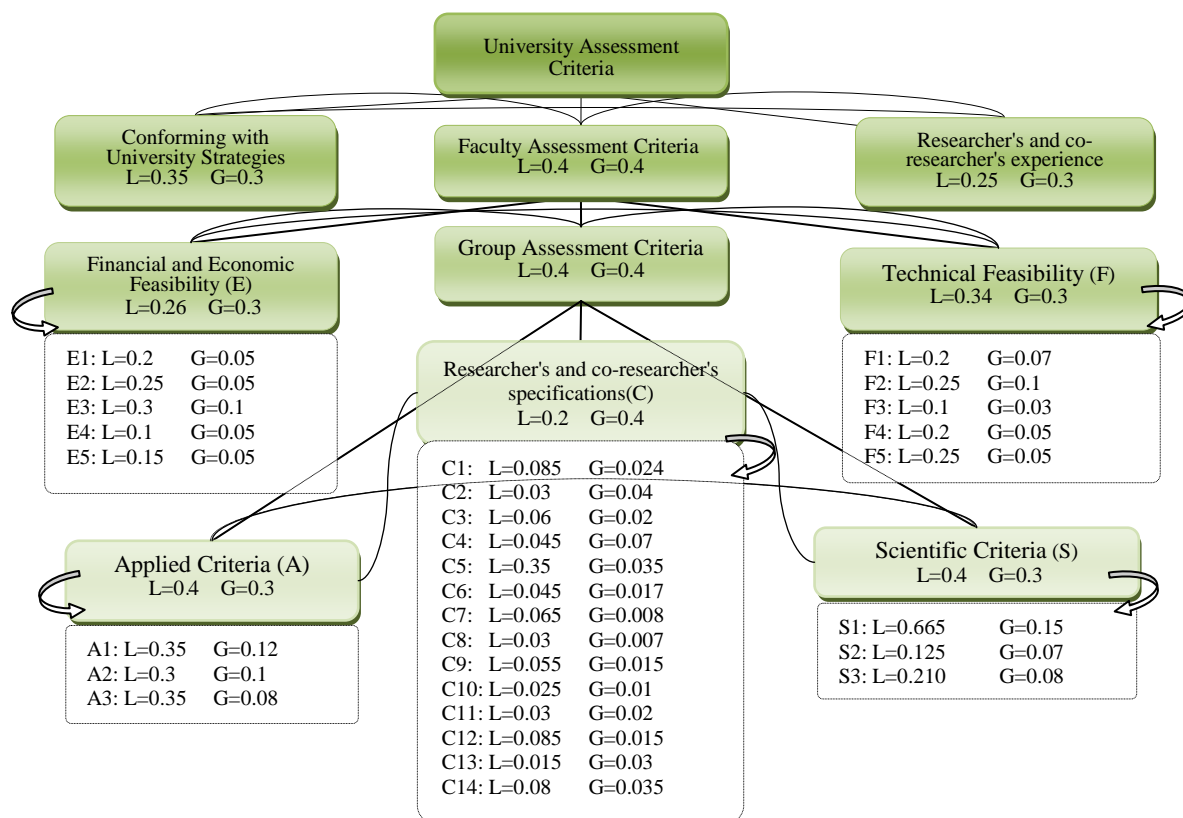 University Assessment
Criteria
Conforming with
University Strategies
L=0.35 G=0.3
Faculty Assessment Criteria
L=0.4 G=0.4
Researcher's and co-
researcher's experience
L=0.25 G=0.3
Financial and Economic
Feasibility (E)
L=0.26 G=0.3
Group Assessment Criteria
L=0.4 G=0.4
Technical Feasibility (F)
L=0.34 G=0.3
E1: L=0.2 G=0.05
E2: L=0.25 G=0.05
E3: L=0.3 G=0.1
E4: L=0.1 G=0.05
E5: L=0.15 G=0.05
Researcher's and co-researcher's
specifications(C)
L=0.2 G=0.4
F1: L=0.2 G=0.07
F2: L=0.25 G=0.1
F3: L=0.1 G=0.03
F4: L=0.2 G=0.05
F5: L=0.25 G=0.05
C1: L=0.085 G=0.024
C2: L=0.03 G=0.04
C3: L=0.06 G=0.02
C4: L=0.045 G=0.07
C5: L=0.35 G=0.035
C6: L=0.045 G=0.017
C7: L=0.065 G=0.008
C8: L=0.03 G=0.007
C9: L=0.055 G=0.015
C10: L=0.025 G=0.01
C11: L=0.03 G=0.02
C12: L=0.085 G=0.015
C13: L=0.015 G=0.03
C14: L=0.08 G=0.035
Applied Criteria (A)
L=0.4 G=0.3
A1: L=0.35 G=0.12
A2: L=0.3 G=0.1
A3: L=0.35 G=0.08
Scientific Criteria (S)
L=0.4 G=0.3
S1: L=0.665 G=0.15
S2: L=0.125 G=0.07
S3: L=0.210 G=0.08